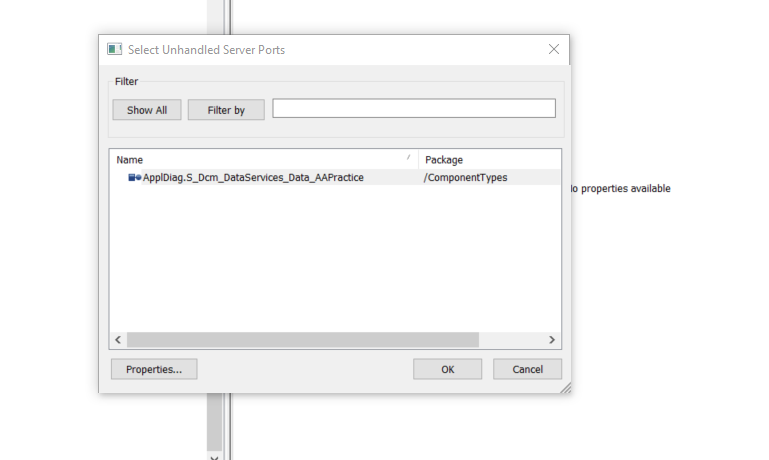 Select Unhandled Server Ports
Filter
Show All
Filter by
Name
Package
ApplDiag.S_Dcm_DataServices_Data_AAPractice
/ComponentTypes
properties available
Properties...
OK
Cancel